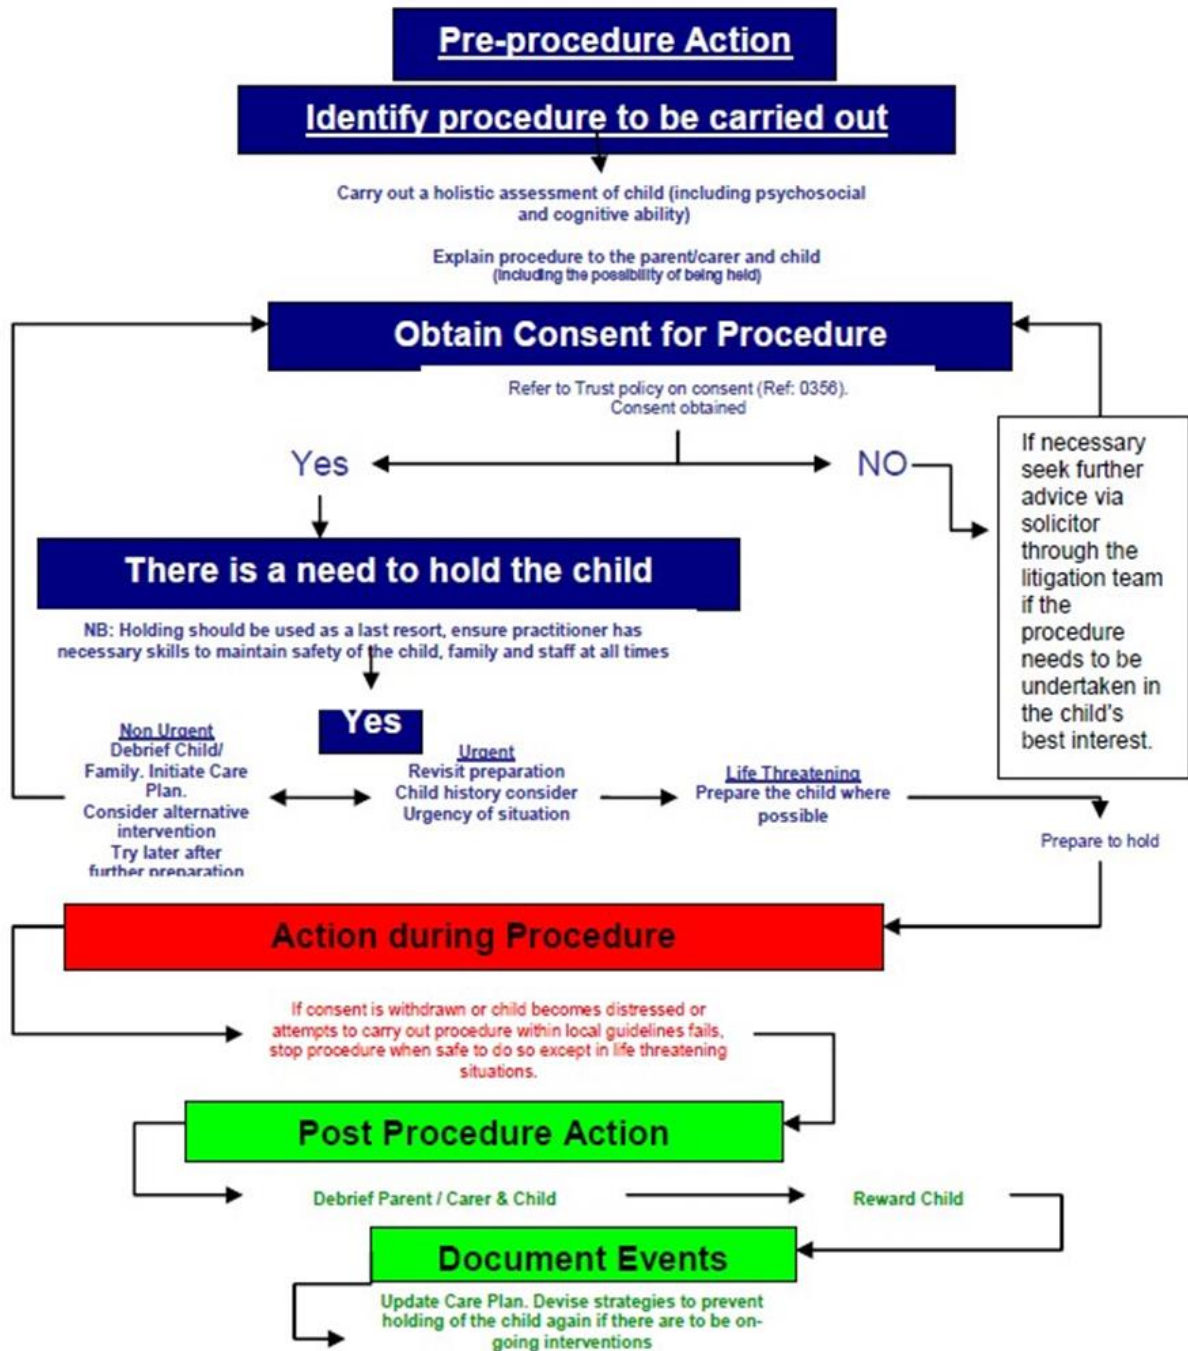 Pre-procedure Action
Identify procedure to be carried out
Carry out a holistic assessment of child (including psychosocial
and cognitive ability)
Explain procedure to the parent/carer and child
(including the possibility of being held)
Obtain Consent for Procedure
Refer to Trust policy on consent (Ref: 0356).
Consent obtained
Yes
NO
If necessary
seek further
advice via
solicitor
through the
litigation team
if the
procedure
needs to be
undertaken in
the child's
best interest.
There is a need to hold the child
NB: Holding should be used as a last resort, ensure practitioner has
necessary skills to maintain safety of the child, family and staff at all times
Yes
Non Urgent
Debrief Child/
Family. Initiate Care
Plan.
Consider alternative
intervention
Try later after
further preparation
Urgent
Revisit preparation
Child history consider
Urgency of situation
Life Threatening
Prepare the child where
possible
Prepare to hold
Action during Procedure
If consent is withdrawn or child becomes distressed or
attempts to carry out procedure within local guidelines fails,
stop procedure when safe to do so except in life threatening
situations.
Post Procedure Action
Debrief Parent / Carer & Child
Reward Child
Document Events
Update Care Plan. Devise strategies to prevent
holding of the child again if there are to be on-
going interventions